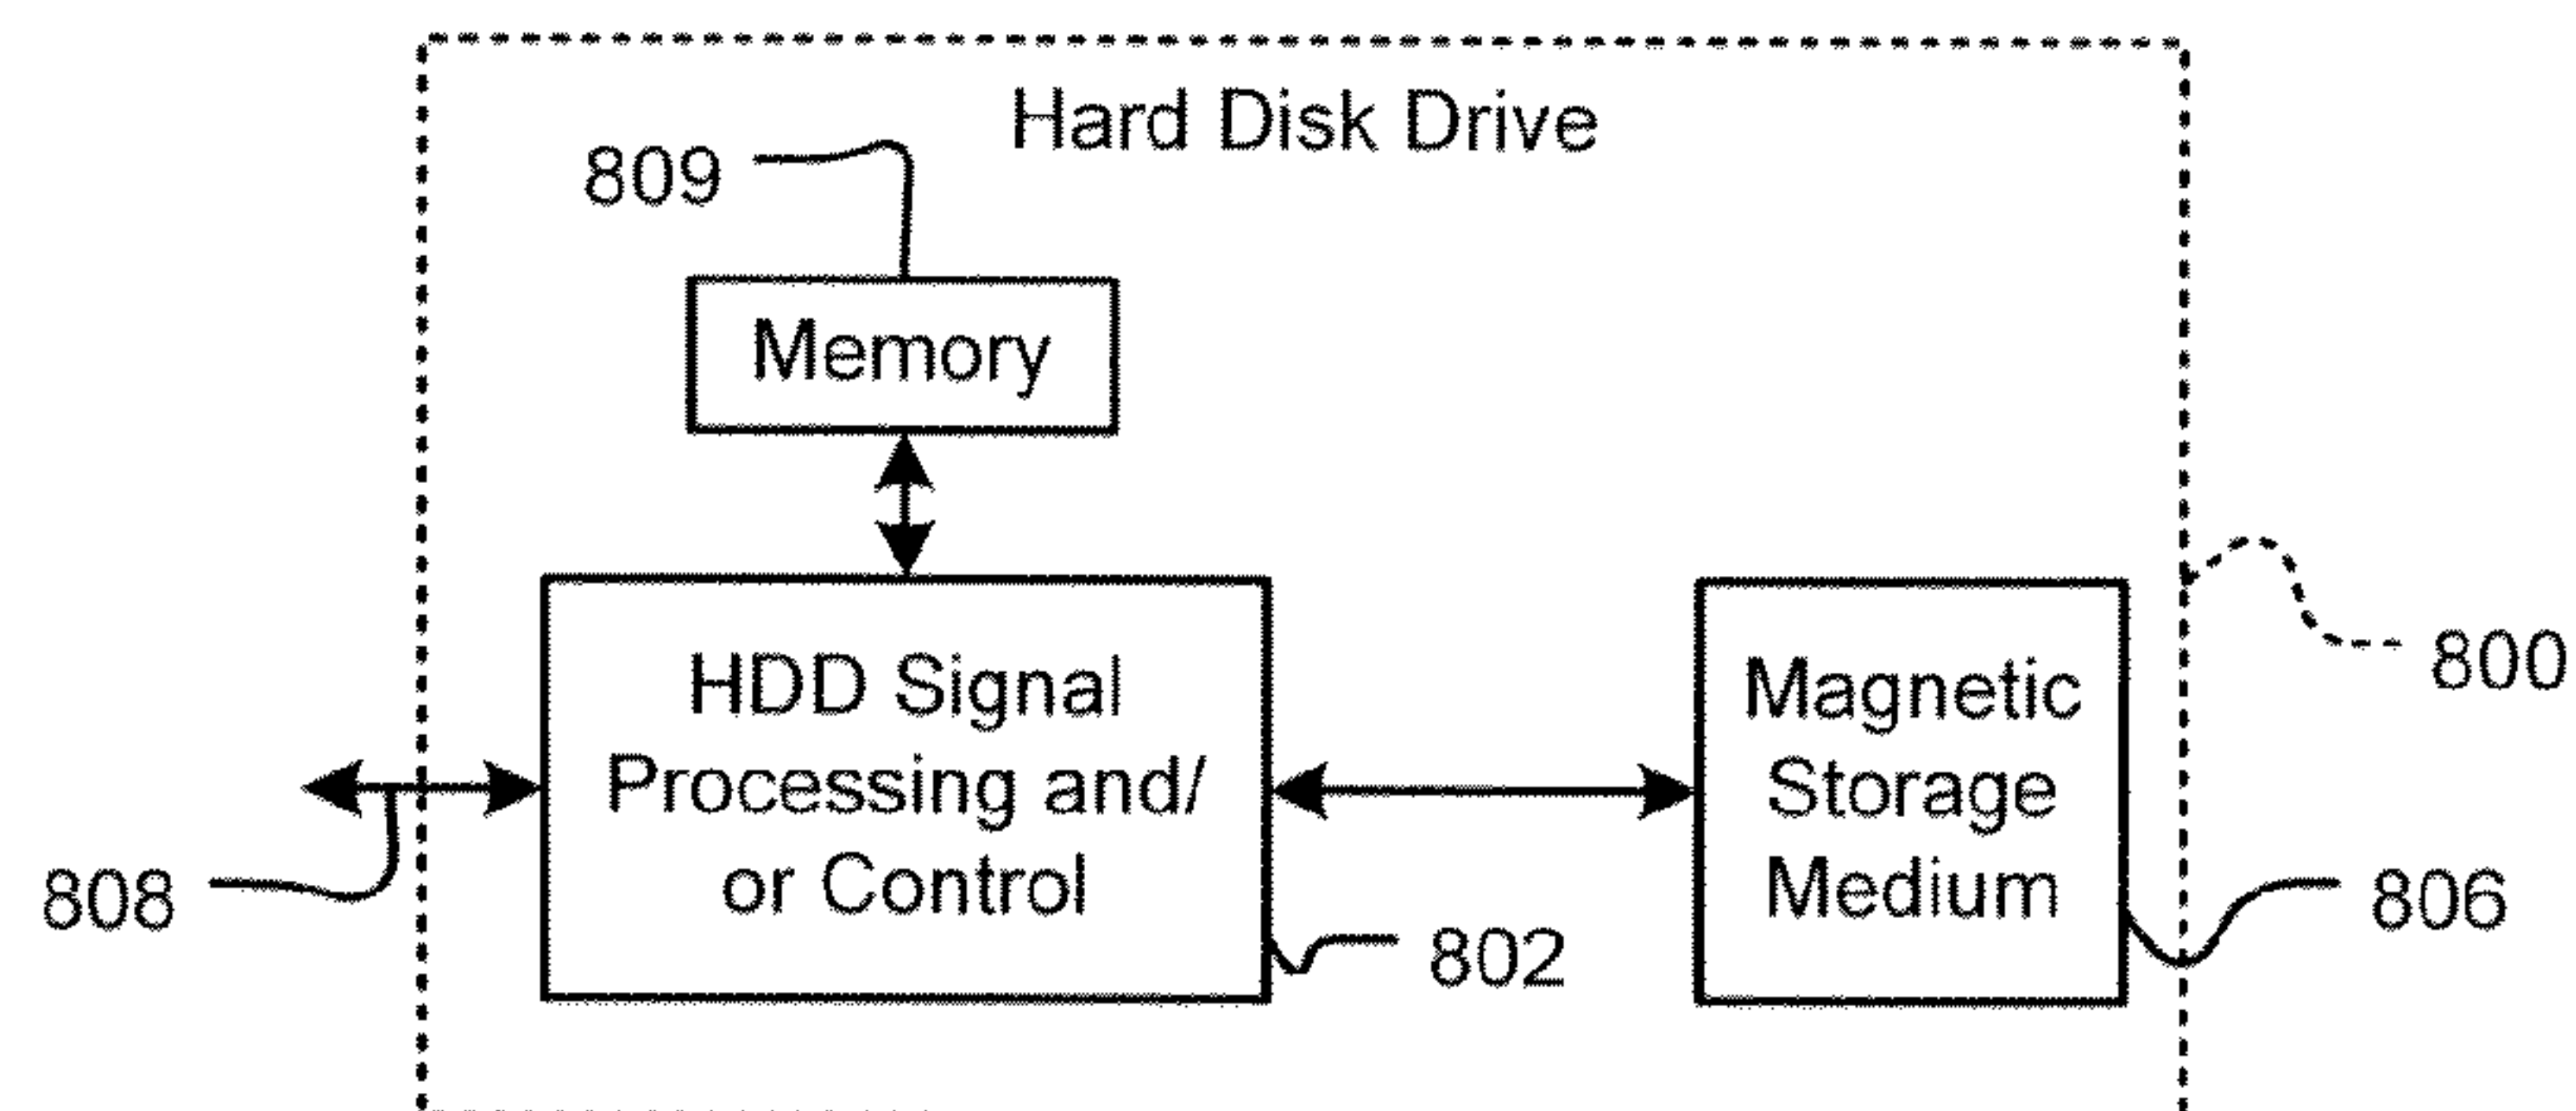 Hard Disk Drive
809
Memory
HDD Signal
Processing and/
or Control
Magnetic
Storage
Medium
800
808
802
806